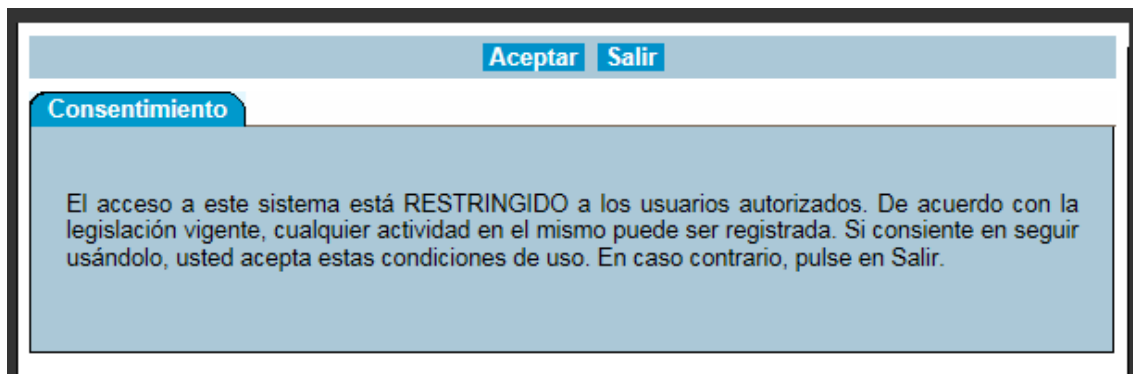 Aceptar Salir
Consentimiento
El acceso a este sistema está RESTRINGIDO a los usuarios autorizados. De acuerdo con la
legislación vigente, cualquier actividad en el mismo puede ser registrada. Si consiente en seguir
usándolo, usted acepta estas condiciones de uso. En caso contrario, pulse en Salir.